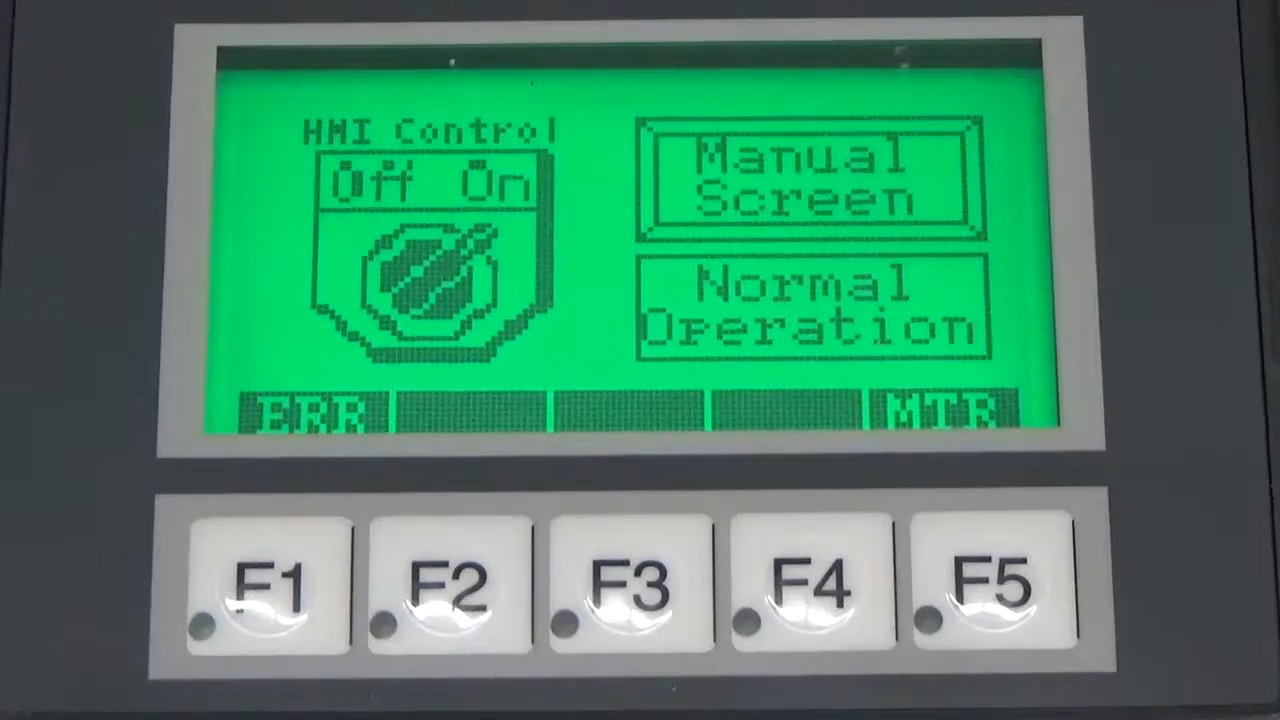 HMI Control
Off On
Manual
Screen
Normal
Operation
ERR
MTR
F1
F2
F3
F4
F5